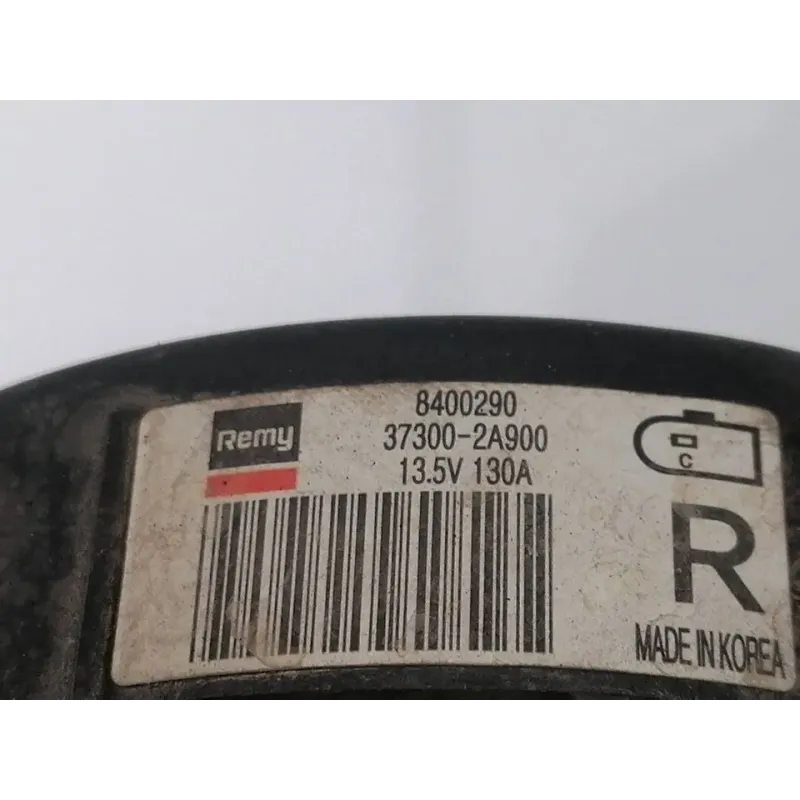 Remy
8400290
37300-2A900
13.5V 130A
C
R
MADE IN KOREA